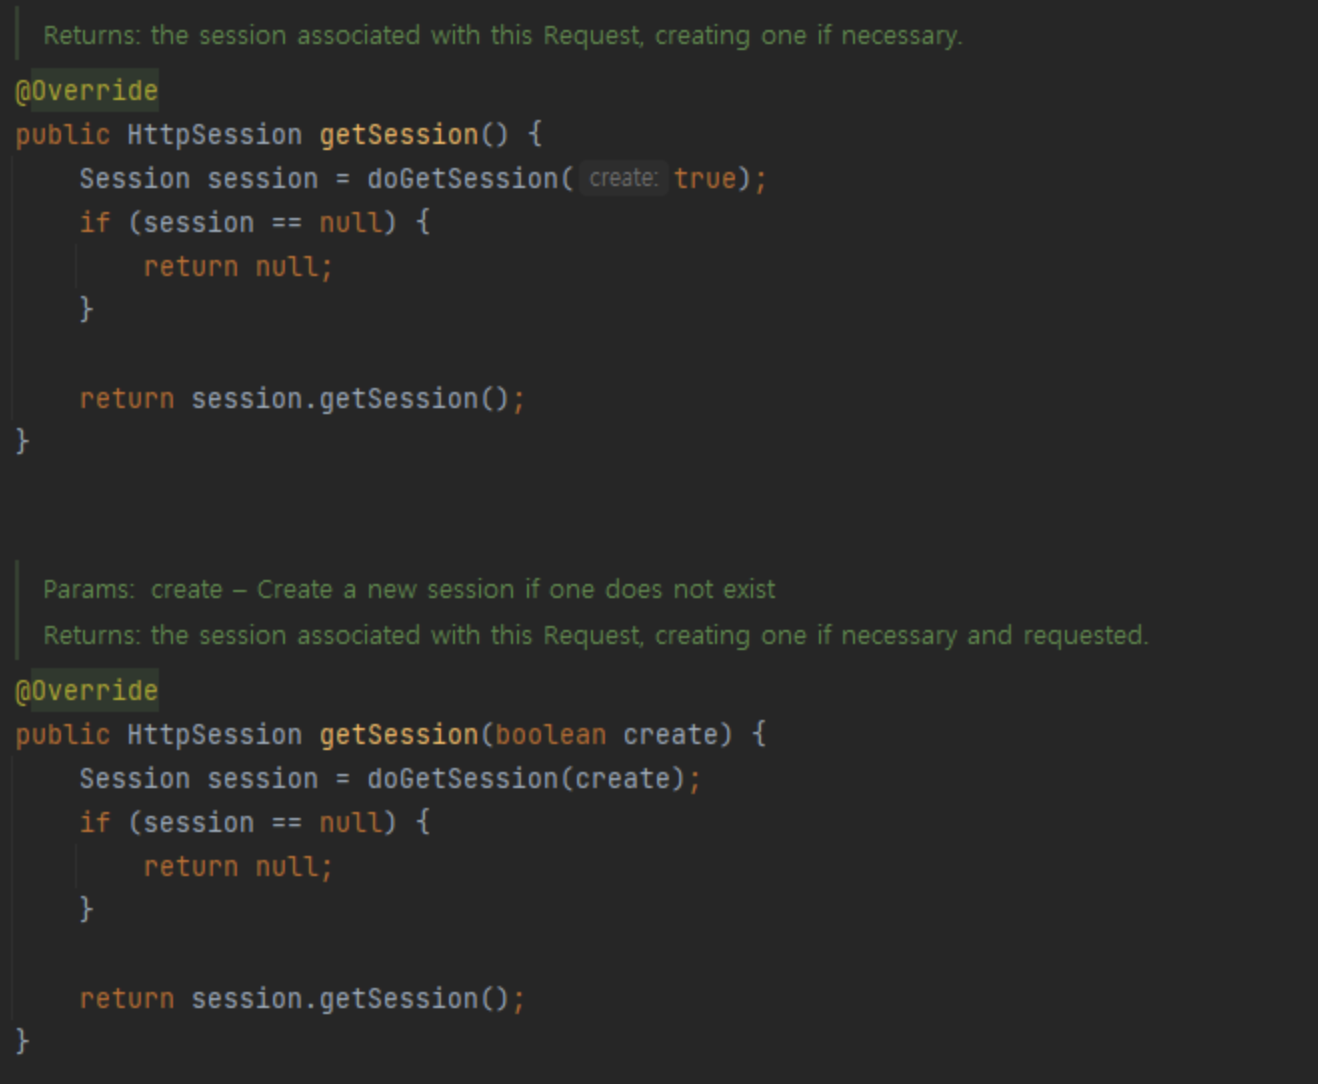 Returns: the session associated with this Request, creating one if necessary.
@Override
public HttpSession getSession() {
    Session session = doGetSession( create: true);
    if (session == null) {
        return null;
    }

    return session.getSession();
}

Params: create – Create a new session if one does not exist
Returns: the session associated with this Request, creating one if necessary and requested.
@Override
public HttpSession getSession(boolean create) {
    Session session = doGetSession(create);
    if (session == null) {
        return null;
    }

    return session.getSession();
}